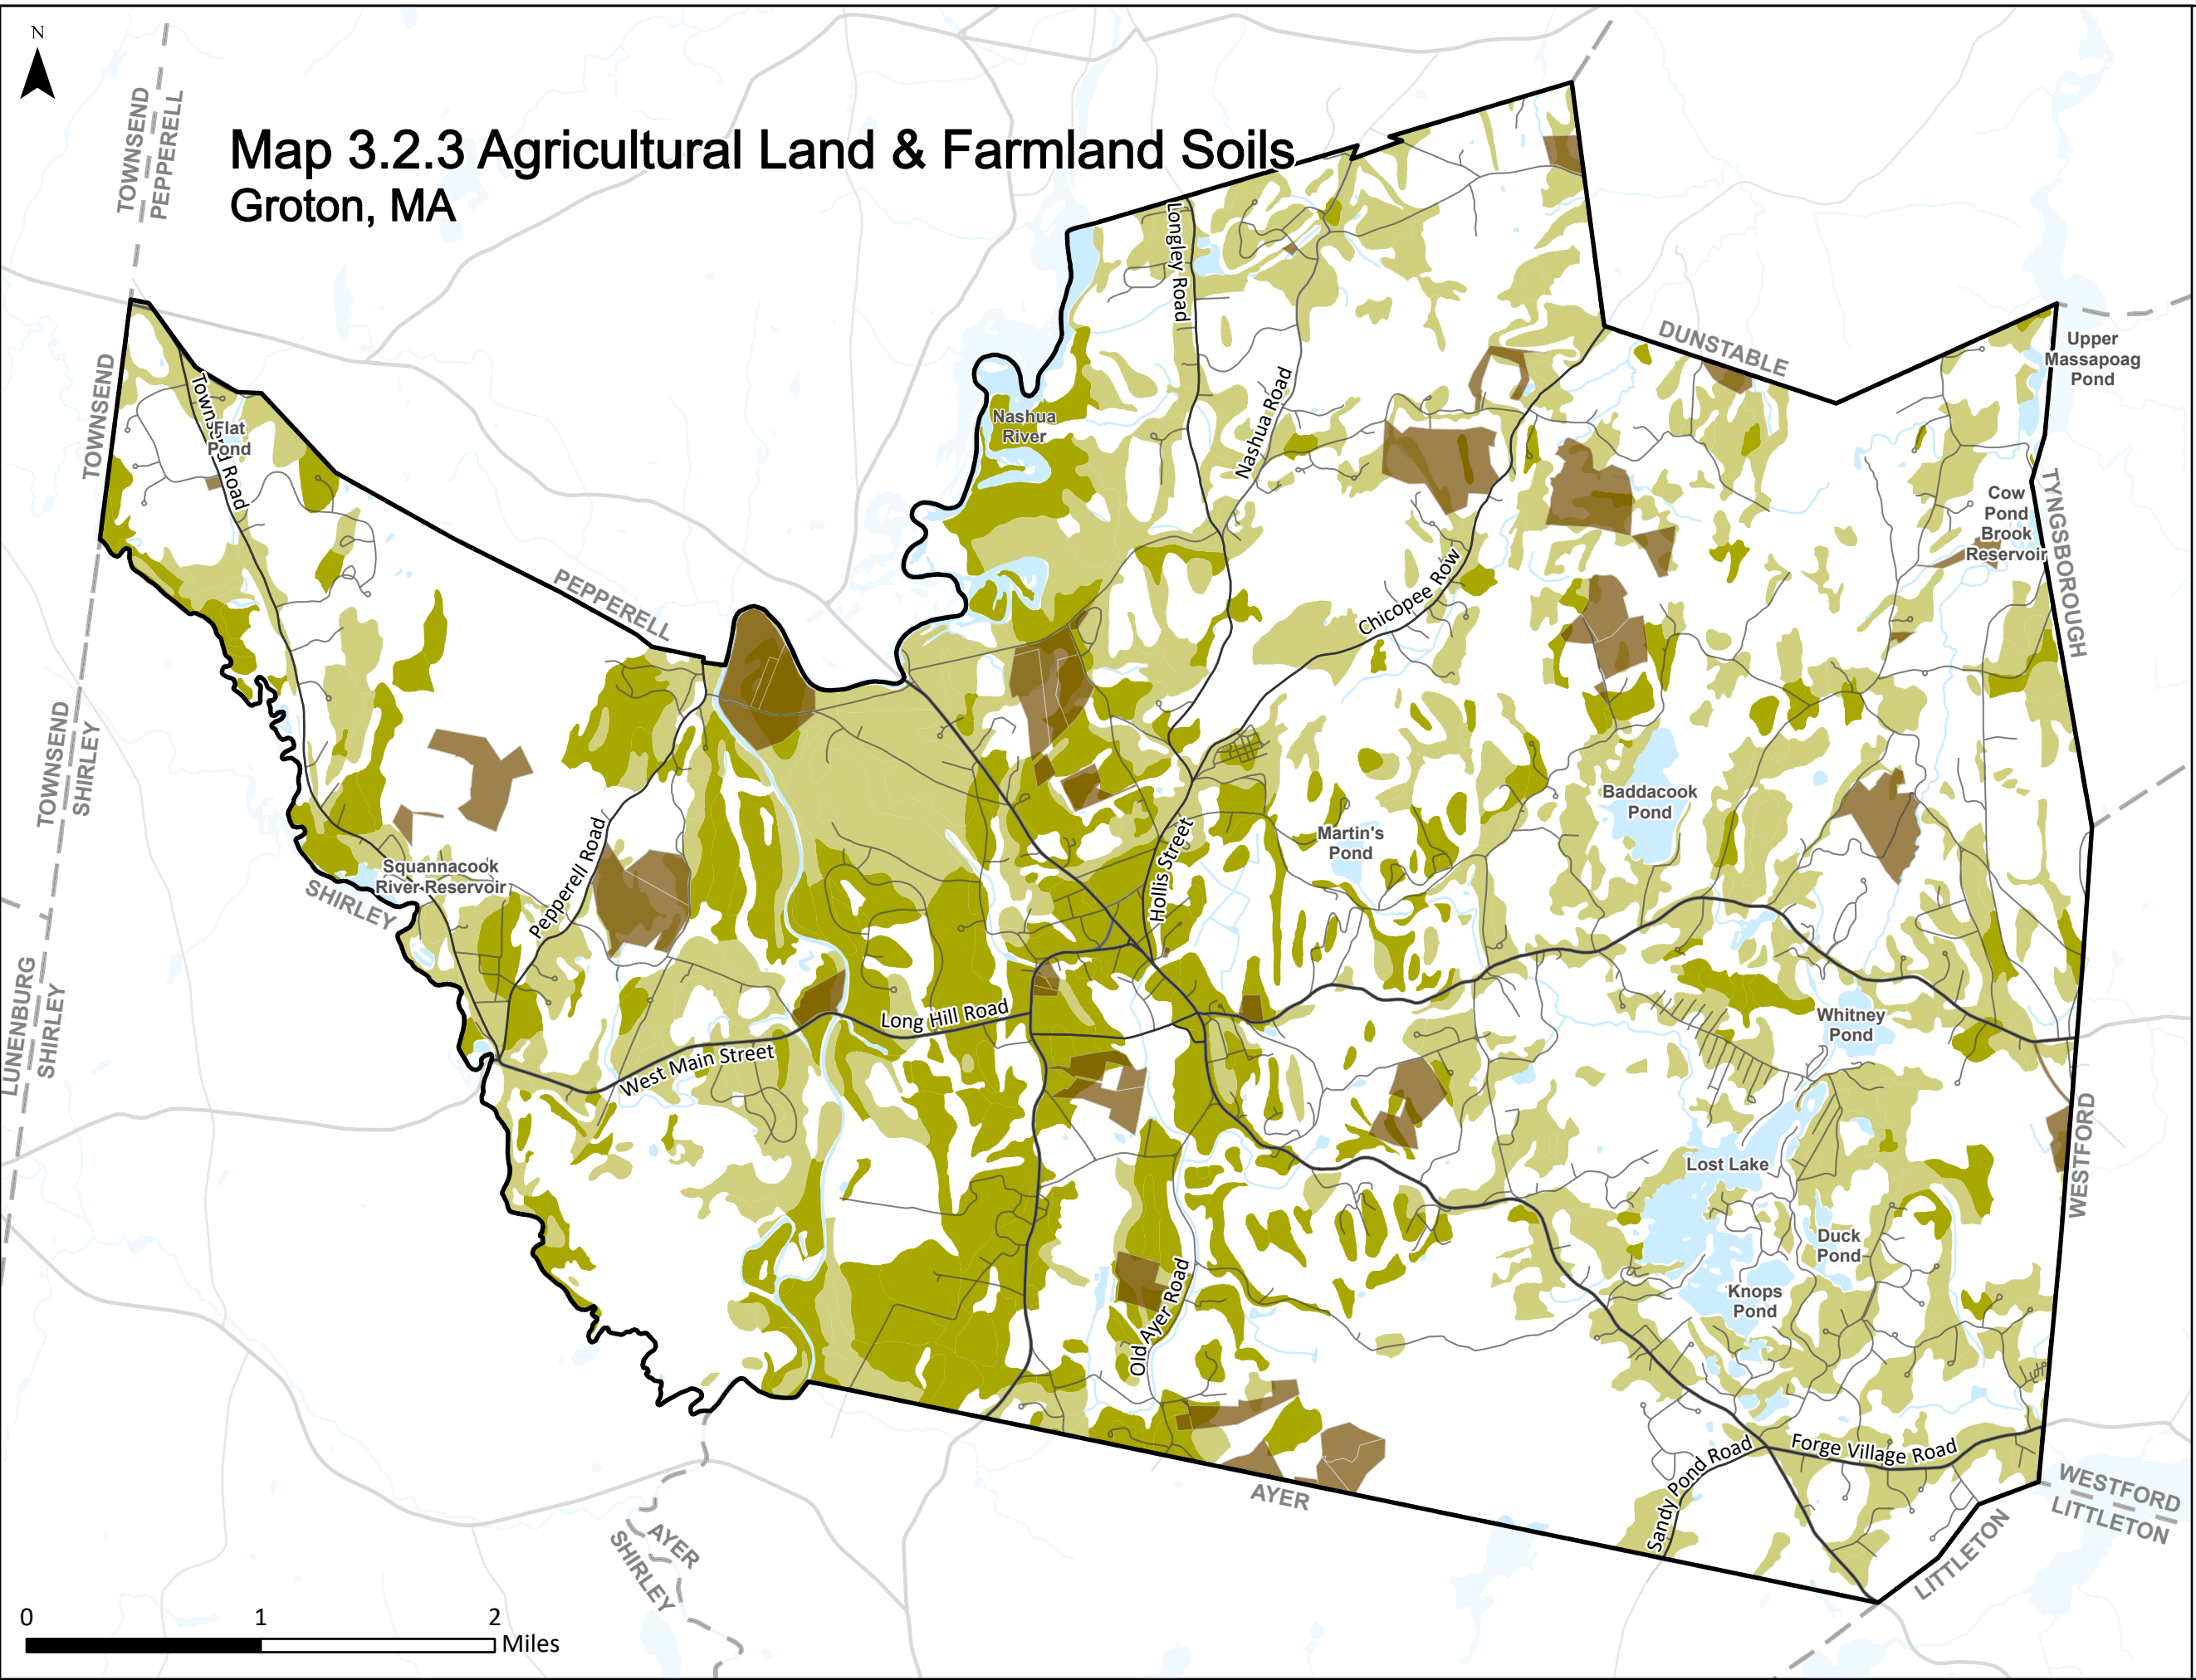 N
Map 3.2.3 Agricultural Land & Farmland Soils
Groton, MA
TOWNSEND
PEPPERELL
TOWNSEND
Townsend Road
Flat
Pond
PEPPERELL
Longley Road
Nashua Road
Nashua
River
Chicopee Row
DUNSTABLE
Upper
Massapoag
Pond
Cow
Pond
Brook
Reservoir
TYNGSBOROUGH
TOWNSEND
SHIRLEY
Squannacook
River Reservoir
SHIRLEY
Pepperell Road
Hollis Street
Martin's
Pond
Baddacook
Pond
LUNENBURG
SHIRLEY
Long Hill Road
West Main Street
Whitney
Pond
Lost Lake
WESTFORD
Duck
Pond
Knops
Pond
Old Ayer Road
Forge Village Road
Sandy Pond Road
AYER
WESTFORD
LITTLETON
LITTLETON
AYER
SHIRLEY
0 1 2
Miles